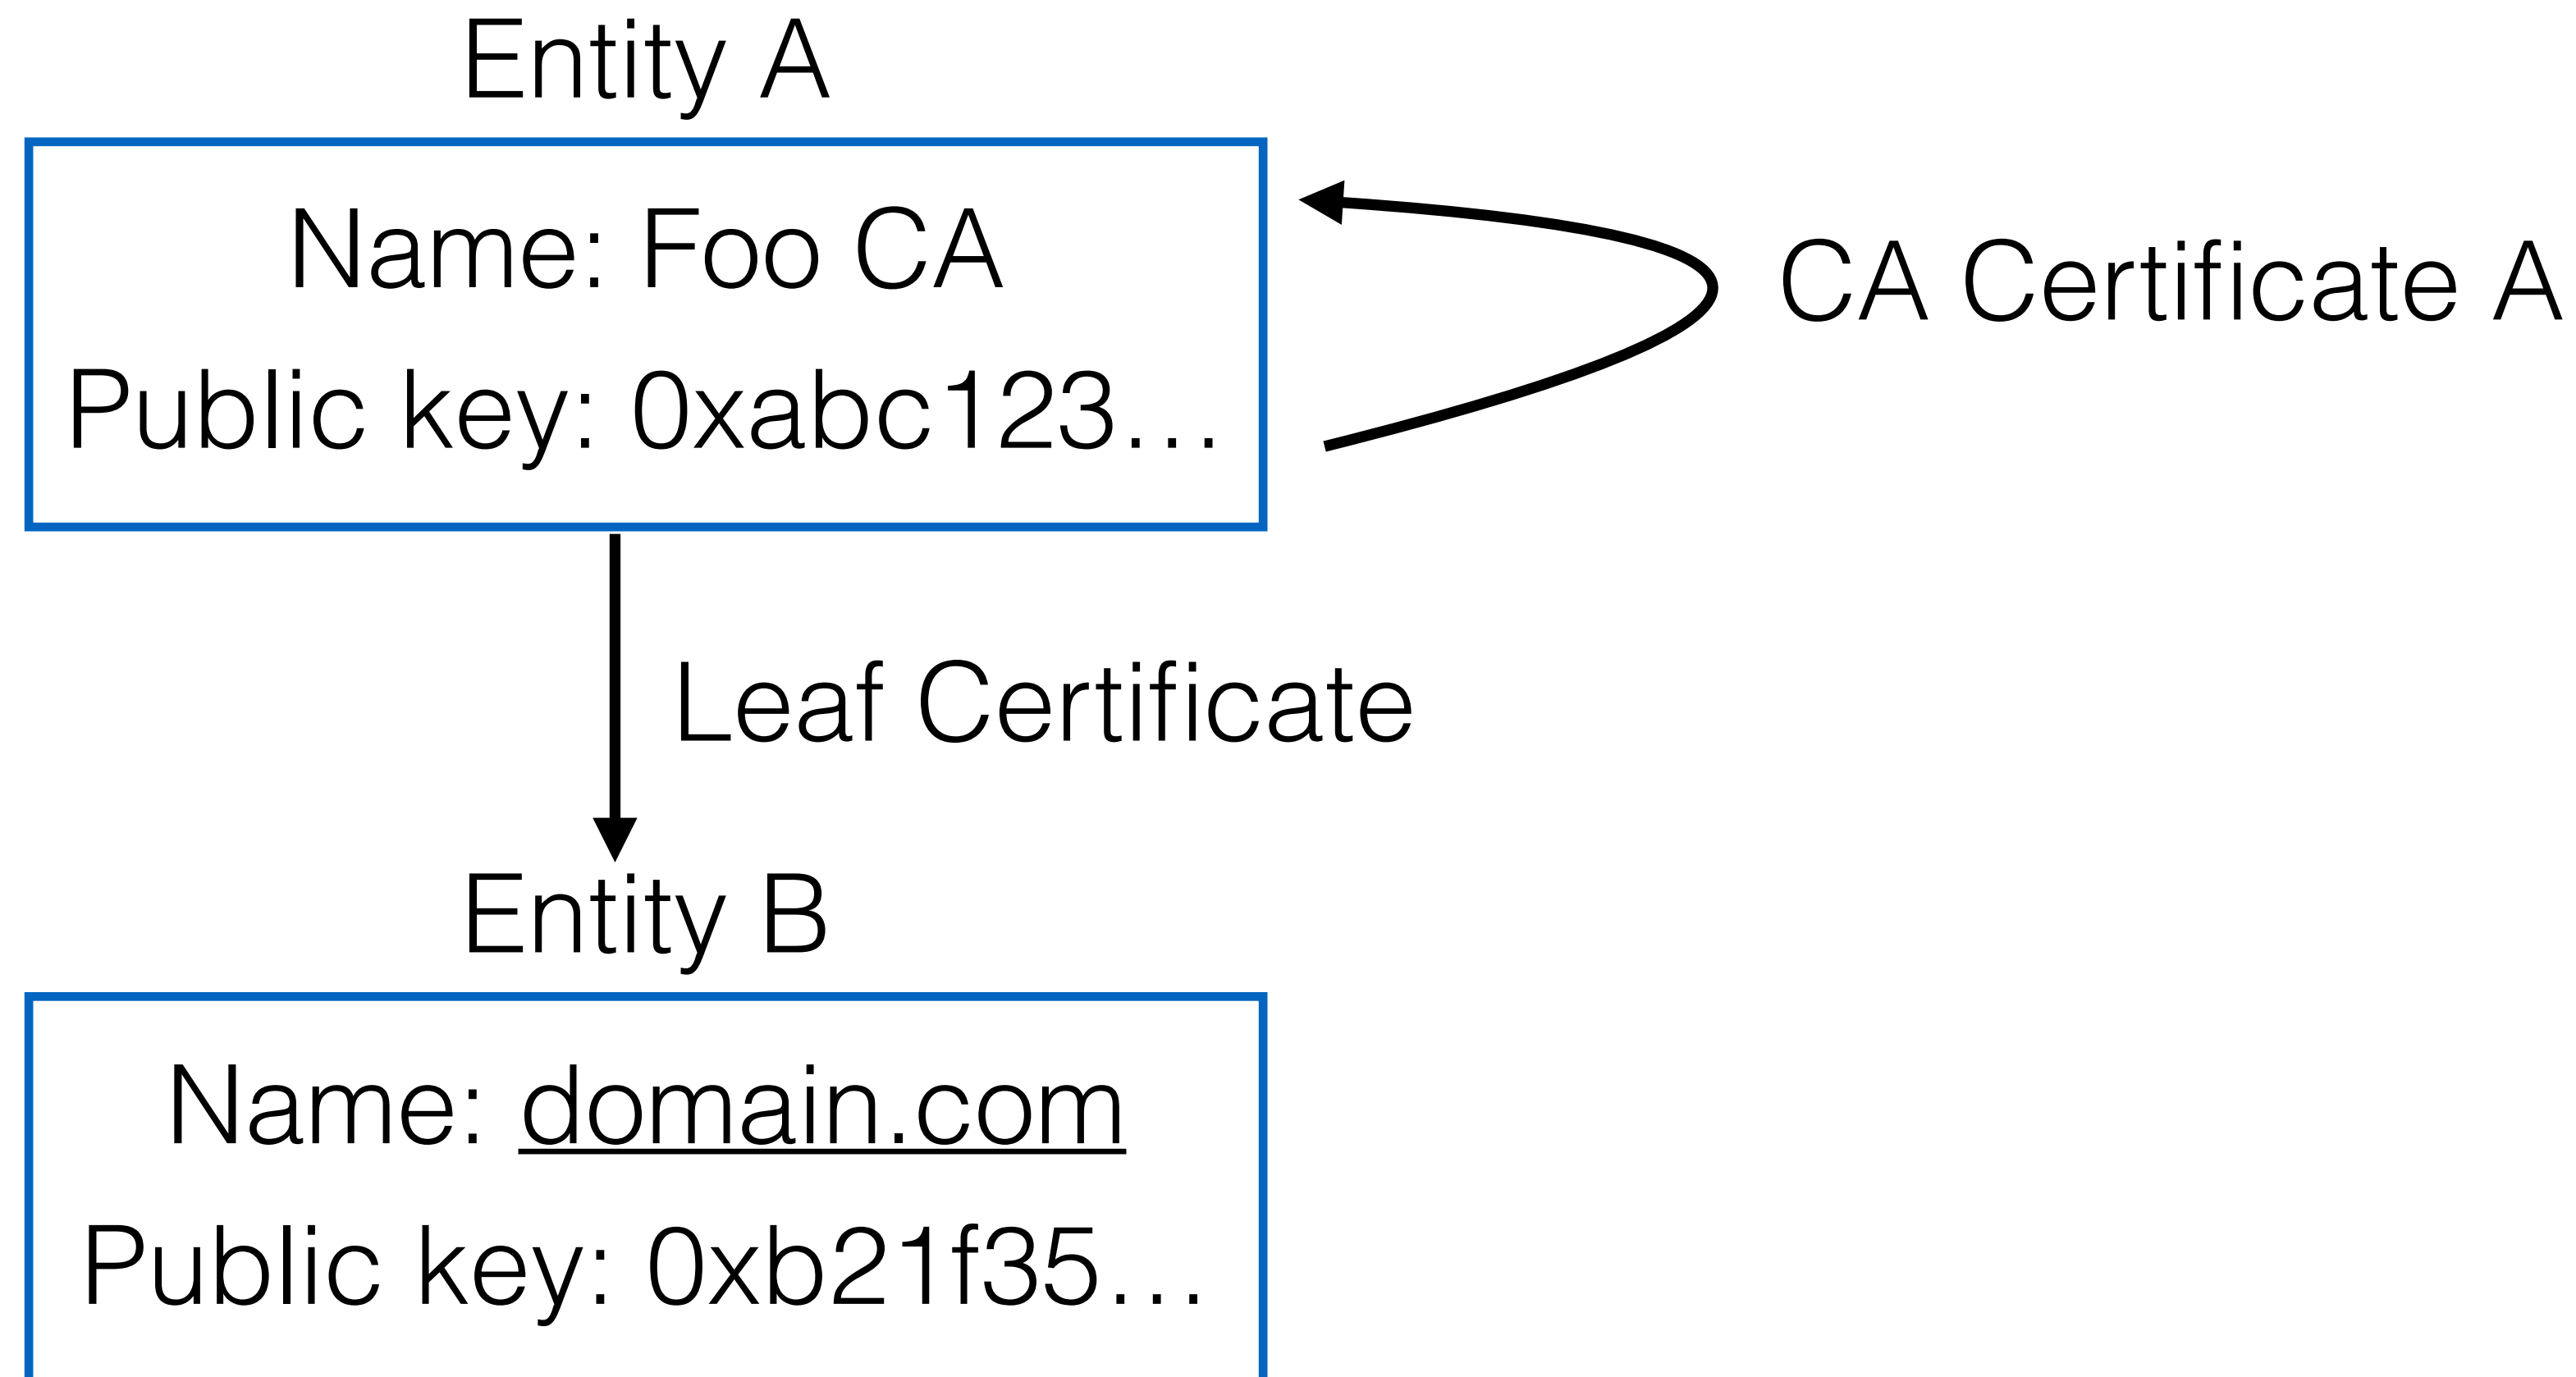 Entity A
Name: Foo CA
Public key: 0xabc123…
CA Certificate A
Leaf Certificate
Entity B
Name: domain.com
Public key: 0xb21f35…